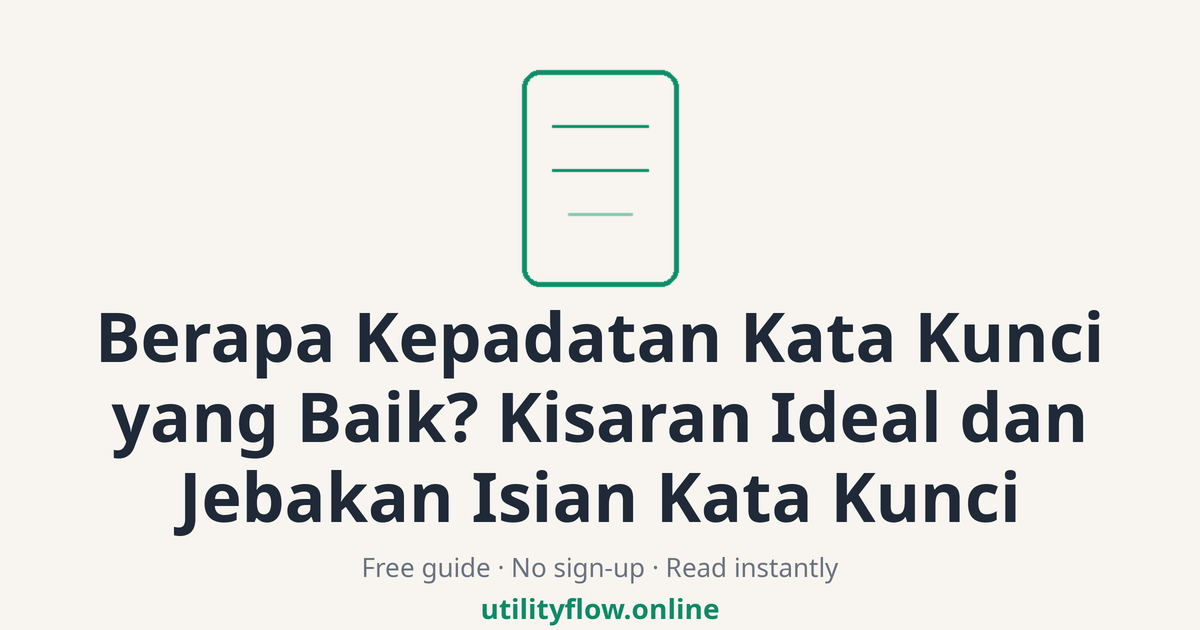 Berapa Kepadatan Kata Kunci
yang Baik? Kisaran Ideal dan
Jebakan Isian Kata Kunci
Free guide · No sign-up · Read instantly
utilityflow.online